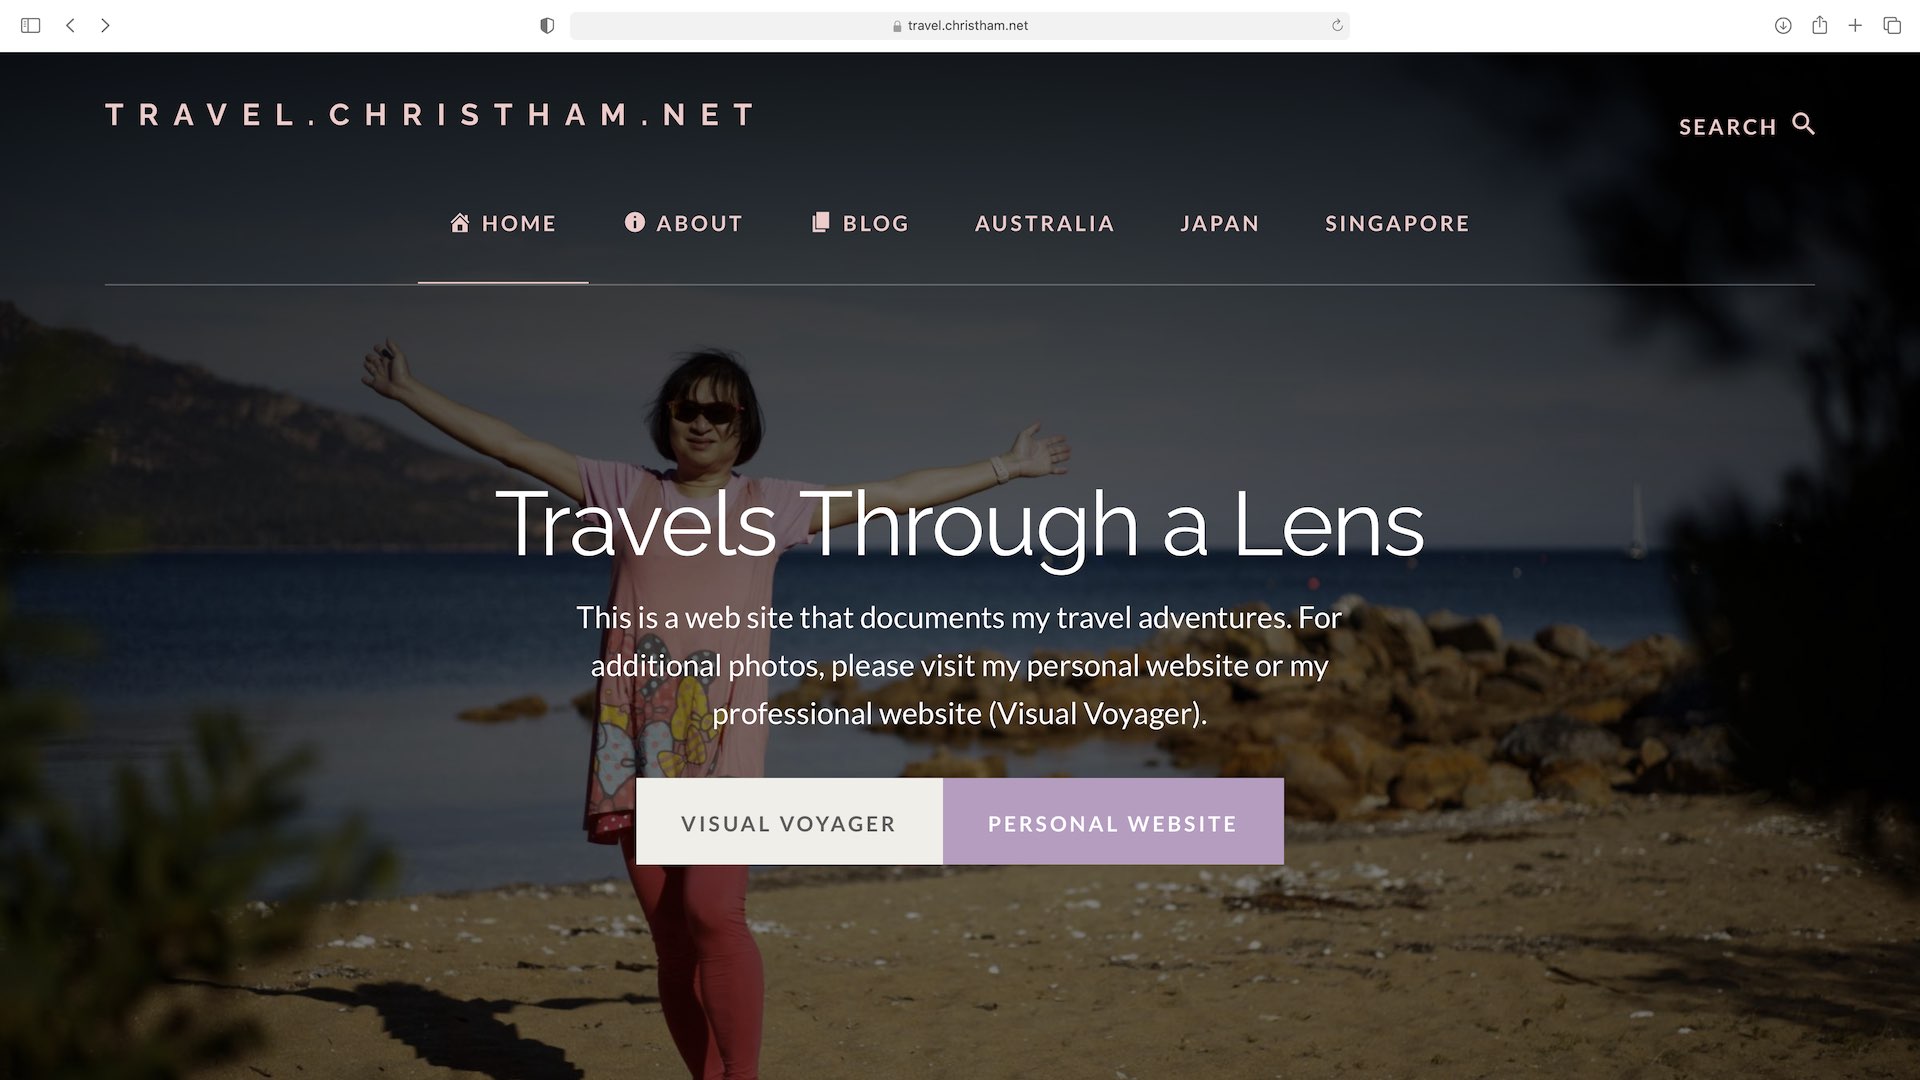 travel.christham.net
TRAVEL.CHRISTHAM.NET
SEARCH
HOME
ABOUT
BLOG
AUSTRALIA
JAPAN
SINGAPORE
Travels Through a Lens
This is a web site that documents my travel adventures. For
additional photos, please visit my personal website or my
professional website (Visual Voyager).
VISUAL VOYAGER
PERSONAL WEBSITE